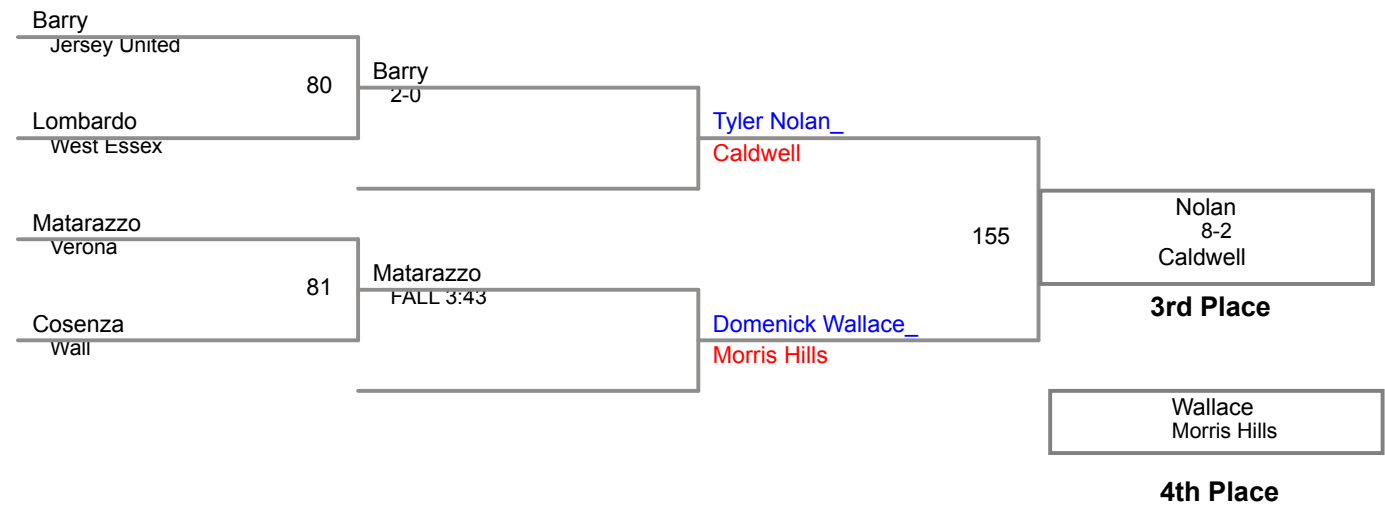 Barry
Jersey United
80
Barry
2-0
Lombardo
West Essex
Tyler Nolan_
Caldwell
Matarazzo
Verona
81
Matarazzo
FALL 3:43
Cosenza
Wall
Domenick Wallace_
Morris Hills
155
Nolan
8-2
Caldwell
3rd Place
Wallace
Morris Hills
4th Place